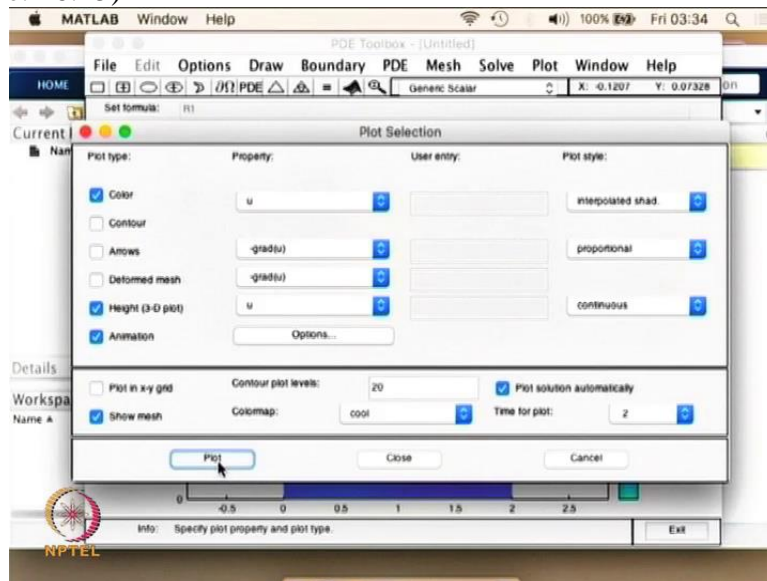 MATLAB Window Help 100% Fri 03:34
PDE Toolbox - [Untitled]
File Edit Options Draw Boundary PDE Mesh Solve Plot Window Help
HOME ∂Ω PDE = Generic Scalar X: -0.1207 Y: 0.07328 on
Set formula: R1
Current Plot Selection
Nam Plot type: Property: User entry: Plot style:
Color u interpolated shad.
Contour
Arrows -grad(u) proportional
Deformed mesh -grad(u)
Height (3-D plot) u continuous
Animation Options...
Details
Plot in x-y grid Contour plot levels: 20 Plot solution automatically
Workspa
Name Show mesh Colormap: cool Time for plot: 2
Plot Close Cancel
0
-0.5 0 0.5 1 1.5 2 2.5
Info: Specify plot property and plot type. Exit
NPTEL